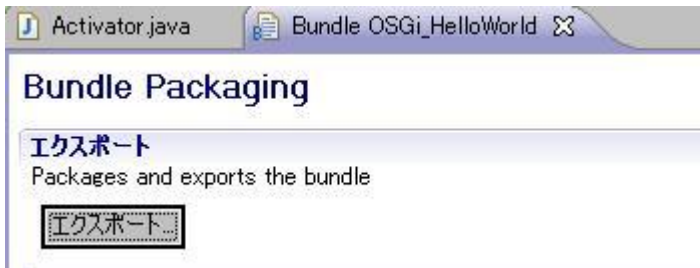 Activator.java
Bundle OSGi_HelloWorld
Bundle Packaging
エクスポート
Packages and exports the bundle
エクスポート...